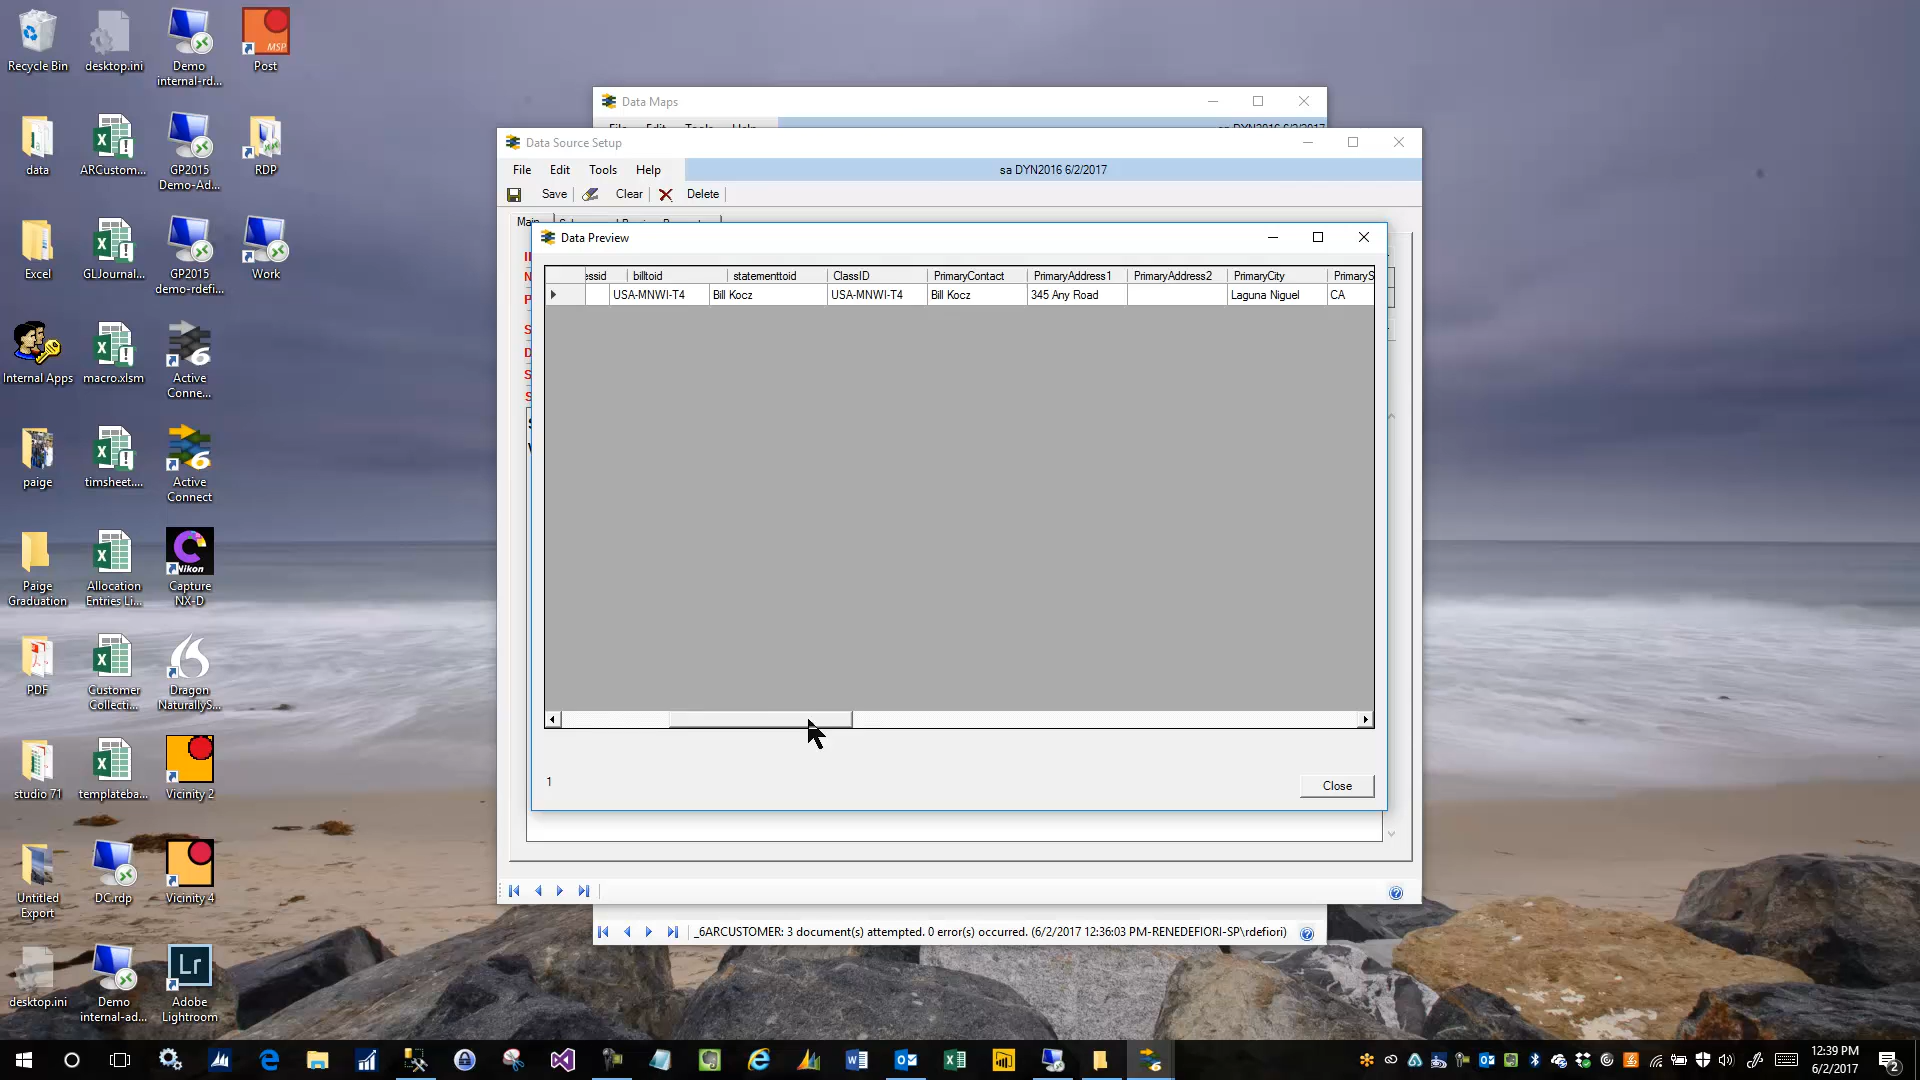 Recycle Bin
desktop.ini
Demo
internal-rd...
Post
MSP
data
ARCustom...
GP2015
Demo-Ad...
RDP
Excel
GLJournal...
GP2015
demo-rdefi...
Work
Internal Apps
macro.xlsm
Active
Conne...
paige
timsheet....
Active
Connect
Paige
Graduation
Allocation
Entries Li...
Capture
NX-D
Nikon
PDF
Customer
Collecti...
Dragon
NaturallyS...
studio 71
templateba...
Vicinity 2
Untitled
Export
DC.rdp
Vicinity 4
desktop.ini
Demo
internal-ad...
Lr
Adobe
Lightroom
Data Maps
Data Source Setup
File Edit Tools Help
sa DYN2016 6/2/2017
Save Clear Delete
Main
Data Preview
essid billtoid statementtoid ClassID PrimaryContact PrimaryAddress1 PrimaryAddress2 PrimaryCity PrimaryS
USA-MNWI-T4 Bill Kocz USA-MNWI-T4 Bill Kocz 345 Any Road Laguna Niguel CA
1
Close
_6ARCUSTOMER: 3 document(s) attempted. 0 error(s) occurred. (6/2/2017 12:36:03 PM-RENEDEFIORI-SP\rdefiori)
12:39 PM
6/2/2017
2